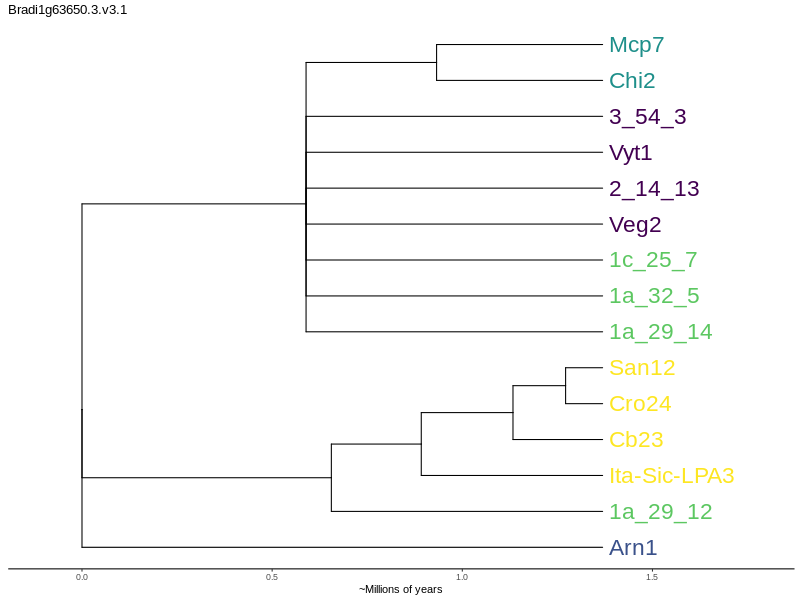 Bradi1g63650.3.v3.1
Mcp7
Chi2
3_54_3
Vyt1
2_14_13
Veg2
1c_25_7
1a_32_5
1a_29_14
San12
Cro24
Cb23
Ita-Sic-LPA3
1a_29_12
Arn1
0.0 0.5 1.0 1.5
~Millions of years